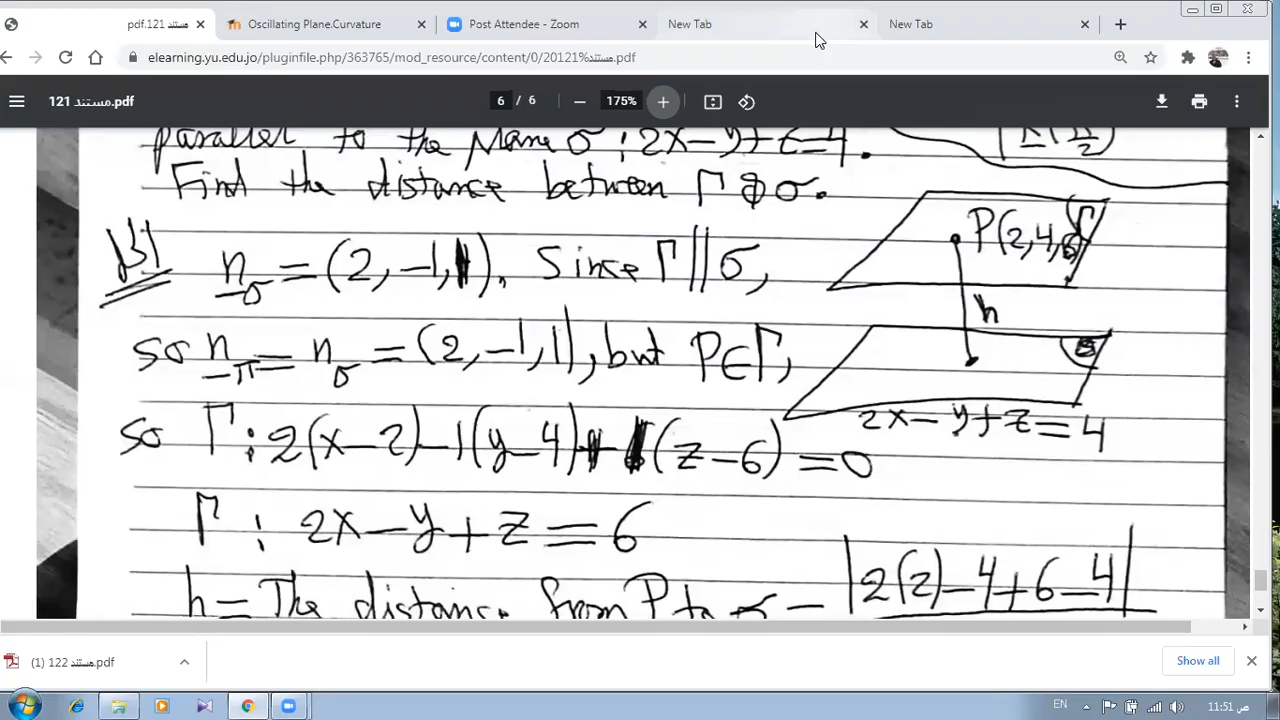 121 مستند.pdf
Oscillating Plane.Curvature
Post Attendee - Zoom
New Tab
New Tab
elearning.yu.edu.jo/pluginfile.php/363765/mod_resource/content/0/20121%مستند.pdf
121 مستند.pdf
6 / 6
175%
parallel to the plane σ : 2x-y+z=4.
Find the distance between Γ & σ.
n_σ = (2, -1, 1). Since Γ // σ,
P(2,4,6)
Γ
h
so n_π = n_σ = (2, -1, 1), but P∈Γ,
σ
2x-y+z=4
so Γ: 2(x-2)-1(y-4)+1(z-6)=0
Γ : 2x-y+z=6
h = The distance from P to σ = |2(2)-4+6-4|
(1) 122 مستند.pdf
Show all
EN
11:51 ص